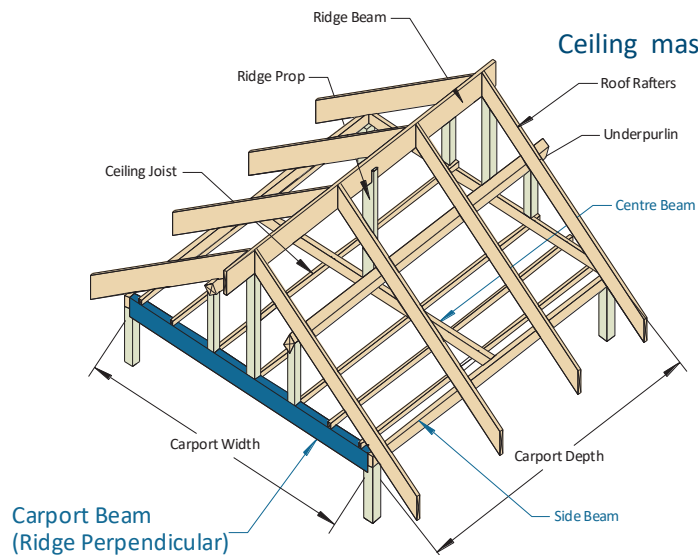 Ridge Beam
Ceiling mas
Ridge Prop
Roof Rafters
Underpurlin
Ceiling Joist
Centre Beam
Carport Width
Carport Depth
Side Beam
Carport Beam
(Ridge Perpendicular)